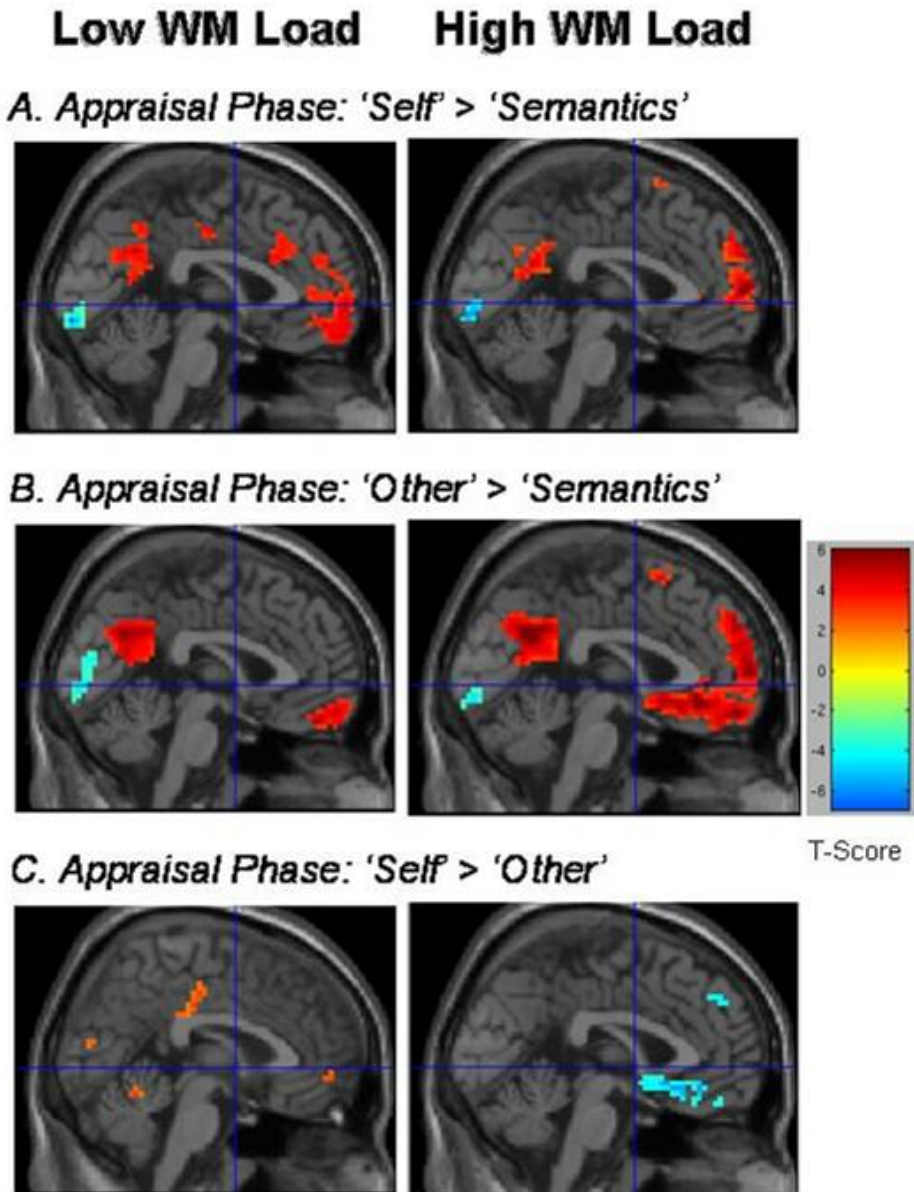 Low WM Load High WM Load
A. Appraisal Phase: 'Self' > 'Semantics'
B. Appraisal Phase: 'Other' > 'Semantics'
6
4
2
0
-2
-4
-6
T-Score
C. Appraisal Phase: 'Self' > 'Other'